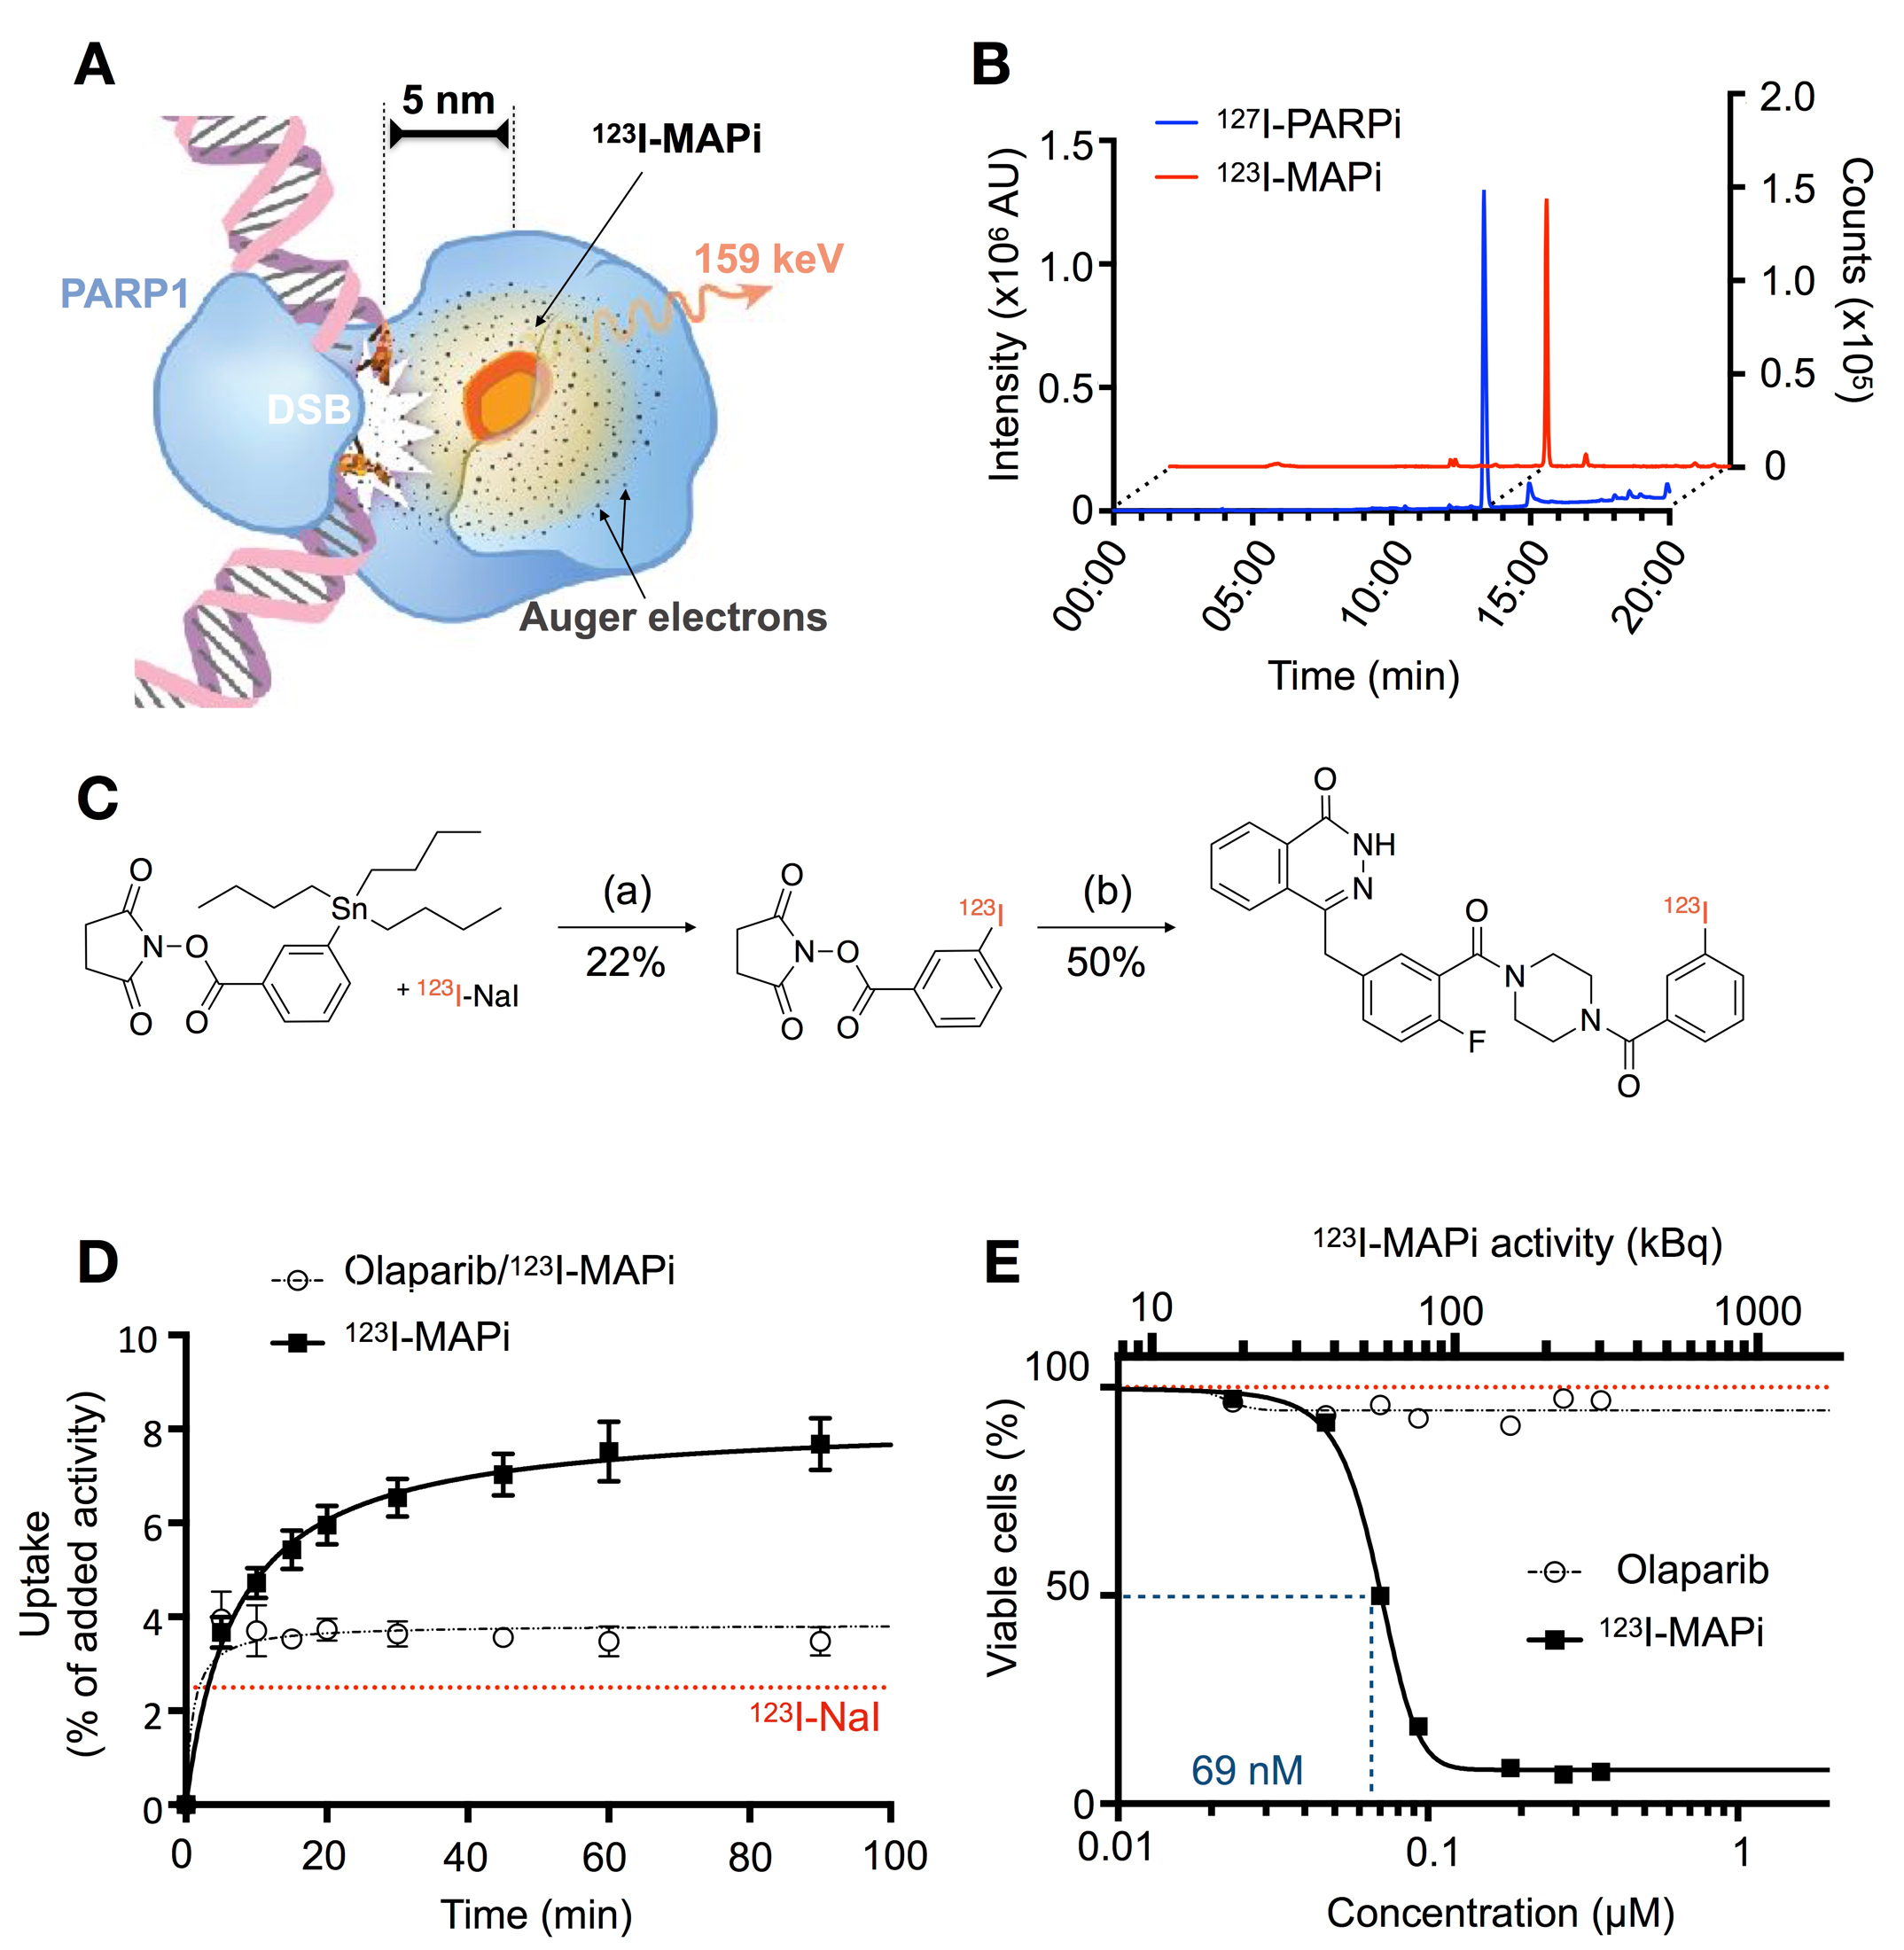 A
5 nm
¹²³I-MAPi
159 keV
PARP1
DSB
Auger electrons
B
¹²⁷I-PARPi
¹²³I-MAPi
Intensity (x10⁶ AU)
1.5
1.0
0.5
0
Counts (x10⁵)
2.0
1.5
1.0
0.5
0
00:00
05:00
10:00
15:00
20:00
Time (min)
C
O
N
O
O
O
Sn
+ ¹²³I-NaI
(a)
22%
O
N
O
O
O
¹²³I
(b)
50%
O
NH
N
O
N
F
N
O
¹²³I
D
Olaparib/¹²³I-MAPi
¹²³I-MAPi
Uptake
(% of added activity)
10
8
6
4
2
0
¹²³I-NaI
0
20
40
60
80
100
Time (min)
E
¹²³I-MAPi activity (kBq)
10
100
1000
Viable cells (%)
100
50
0
Olaparib
¹²³I-MAPi
69 nM
0.01
0.1
1
Concentration (µM)